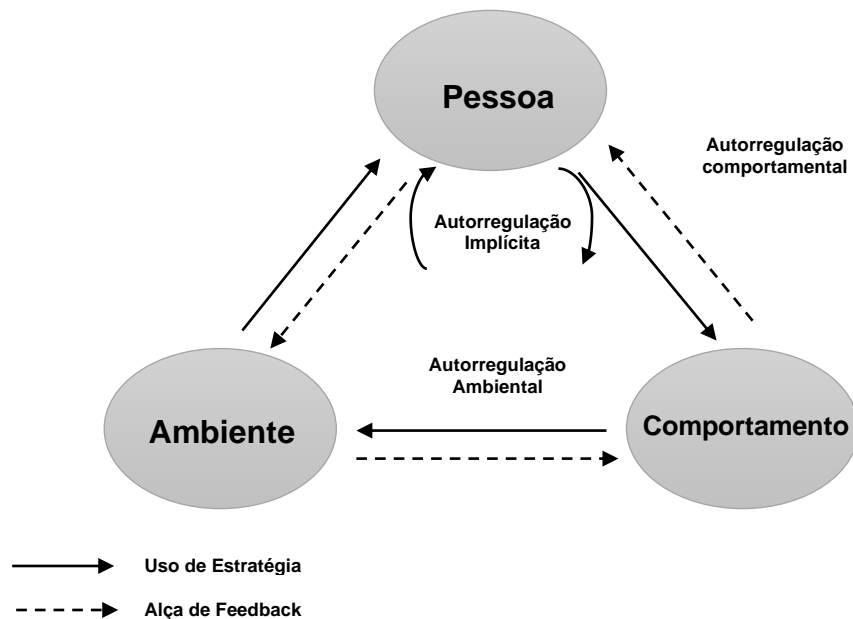 Pessoa
Autorregulação
comportamental
Autorregulação
Implícita
Autorregulação
Ambiental
Ambiente
Comportamento
Uso de Estratégia
Alça de Feedback